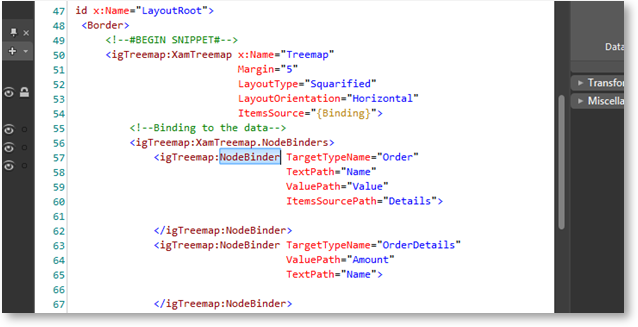 47 id x:Name="LayoutRoot">
48 <Border>
49 <!--#BEGIN SNIPPET#-->
50 <igTreemap:XamTreemap x:Name="Treemap"
51 Margin="5"
52 LayoutType="Squarified"
53 LayoutOrientation="Horizontal"
54 ItemsSource="{Binding}">
55 <!--Binding to the data-->
56 <igTreemap:XamTreemap.NodeBinders>
57 <igTreemap:NodeBinder TargetTypeName="Order"
58 TextPath="Name"
59 ValuePath="Value"
60 ItemsSourcePath="Details">
61
62 </igTreemap:NodeBinder>
63 <igTreemap:NodeBinder TargetTypeName="OrderDetails"
64 ValuePath="Amount"
65 TextPath="Name">
66
67 </igTreemap:NodeBinder>
Data
Transfor
Miscella